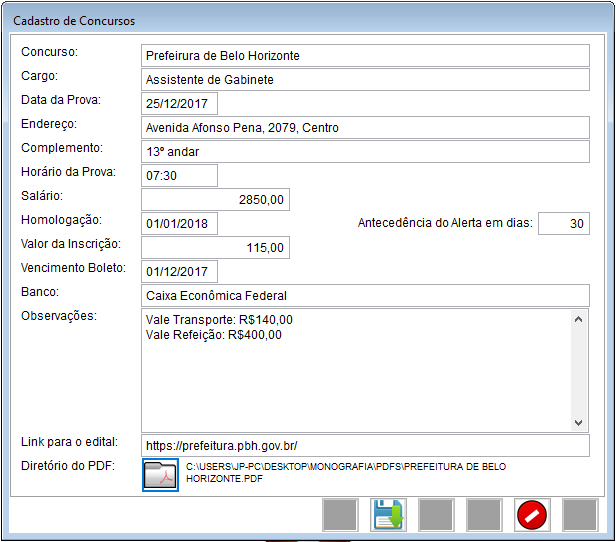 Cadastro de Concursos
Concurso: Prefeirura de Belo Horizonte
Cargo: Assistente de Gabinete
Data da Prova: 25/12/2017
Endereço: Avenida Afonso Pena, 2079, Centro
Complemento: 13º andar
Horário da Prova: 07:30
Salário: 2850,00
Homologação: 01/01/2018 Antecedência do Alerta em dias: 30
Valor da Inscrição: 115,00
Vencimento Boleto: 01/12/2017
Banco: Caixa Econômica Federal
Observações: Vale Transporte: R$140,00
Vale Refeição: R$400,00
Link para o edital: https://prefeitura.pbh.gov.br/
Diretório do PDF: C:\USERS\JP-PC\DESKTOP\MONOGRAFIA\PDFS\PREFEITURA DE BELO
HORIZONTE.PDF